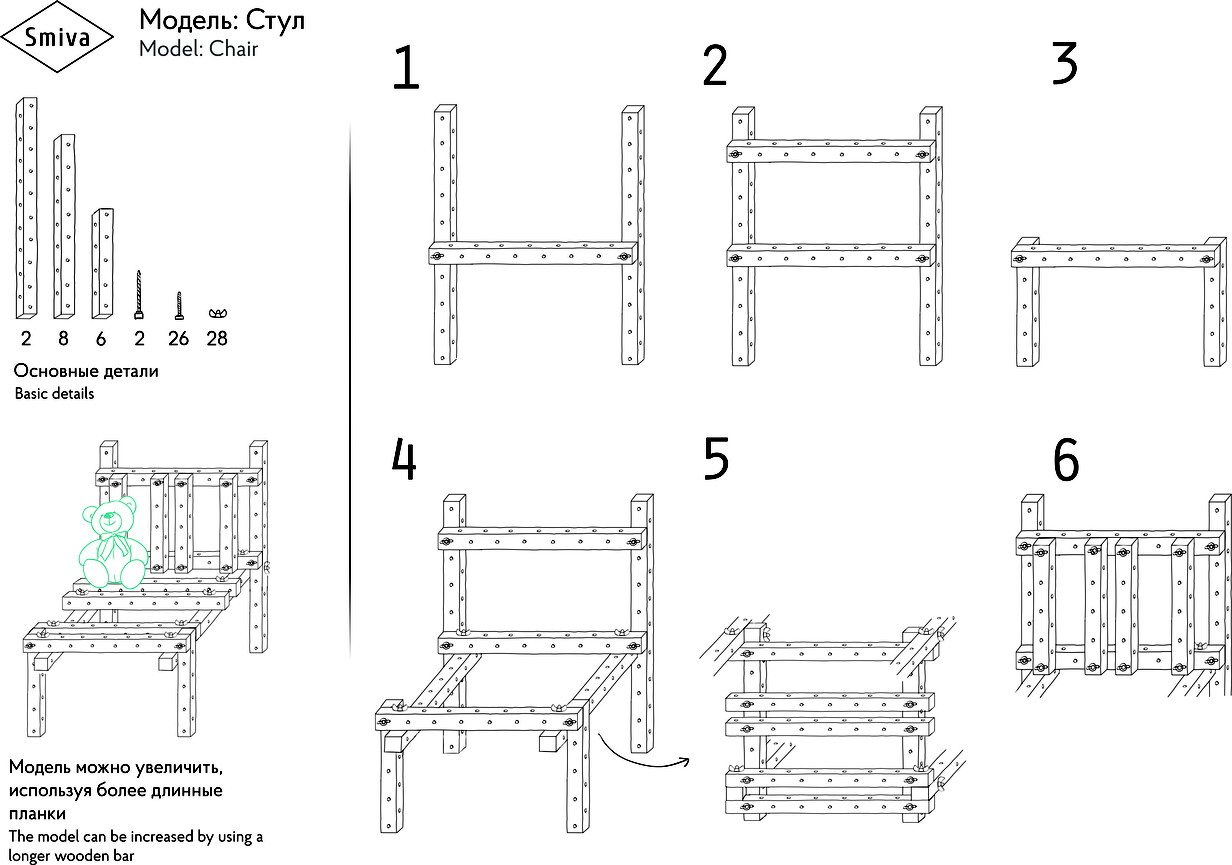 Smiva
Модель: Стул
Model: Chair
1
2
3
2 8 6 2 26 28
Основные детали
Basic details
4
5
6
Модель можно увеличить,
используя более длинные
планки
The model can be increased by using a
longer wooden bar